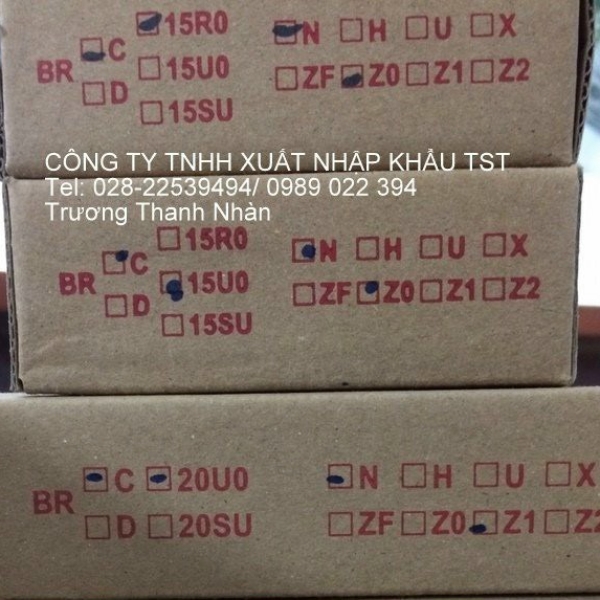 ☑15R0 ☑N ☐H ☐U ☐X
BR ☑C ☐15U0 ☐ZF ☑Z0 ☐Z1 ☐Z2
☐D ☐15SU
CÔNG TY TNHH XUẤT NHẬP KHẨU TST
Tel: 028-22539494/ 0989 022 394
Trương Thanh Nhàn
☐15R0 ☑N ☐H ☐U ☐X
BR ☑C ☑15U0 ☐ZF ☑Z0 ☐Z1 ☐Z2
☐D ☐15SU
BR ☑C ☑20U0 ☑N ☐H ☐U ☐X
☐D ☐20SU ☐ZF ☐Z0 ☑Z1 ☐Z2